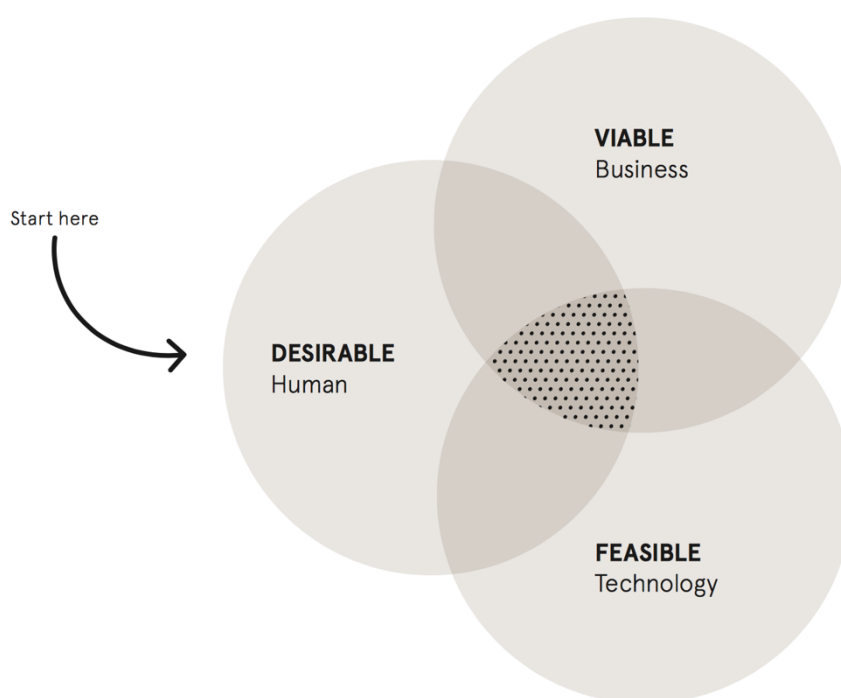 Start here
VIABLE
Business
DESIRABLE
Human
FEASIBLE
Technology